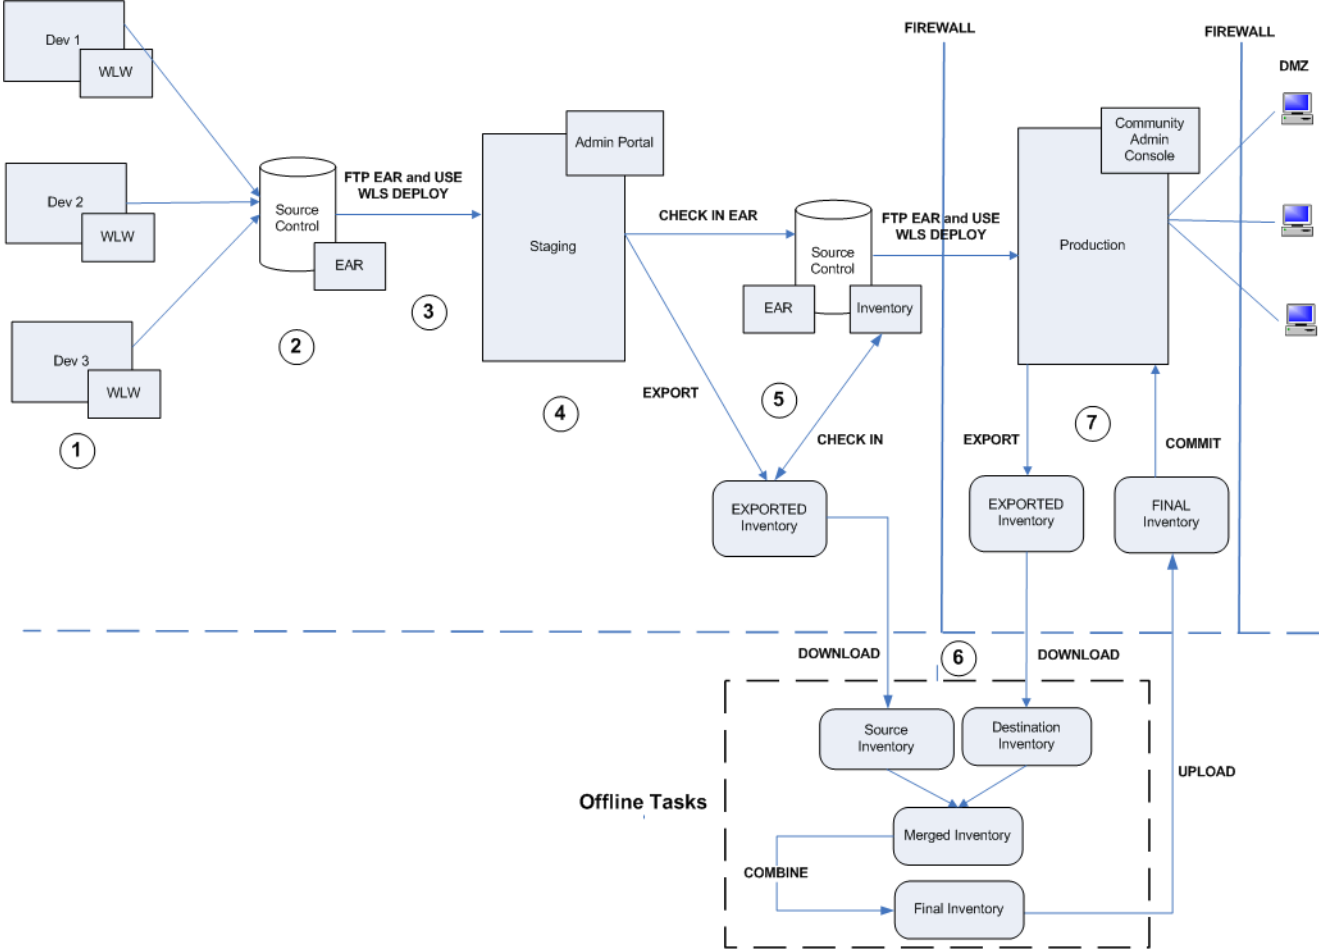 Dev 1
WLW
Dev 2
WLW
Dev 3
WLW
1
Source
Control
EAR
2
FTP EAR and USE
WLS DEPLOY
3
Admin Portal
Staging
4
CHECK IN EAR
EXPORT
Source
Control
EAR
Inventory
5
CHECK IN
EXPORTED
Inventory
FTP EAR and USE
WLS DEPLOY
FIREWALL
Community
Admin
Console
Production
7
EXPORT
COMMIT
EXPORTED
Inventory
FINAL
Inventory
FIREWALL
DMZ
DOWNLOAD
6
DOWNLOAD
Source
Inventory
Destination
Inventory
UPLOAD
Offline Tasks
Merged Inventory
COMBINE
Final Inventory